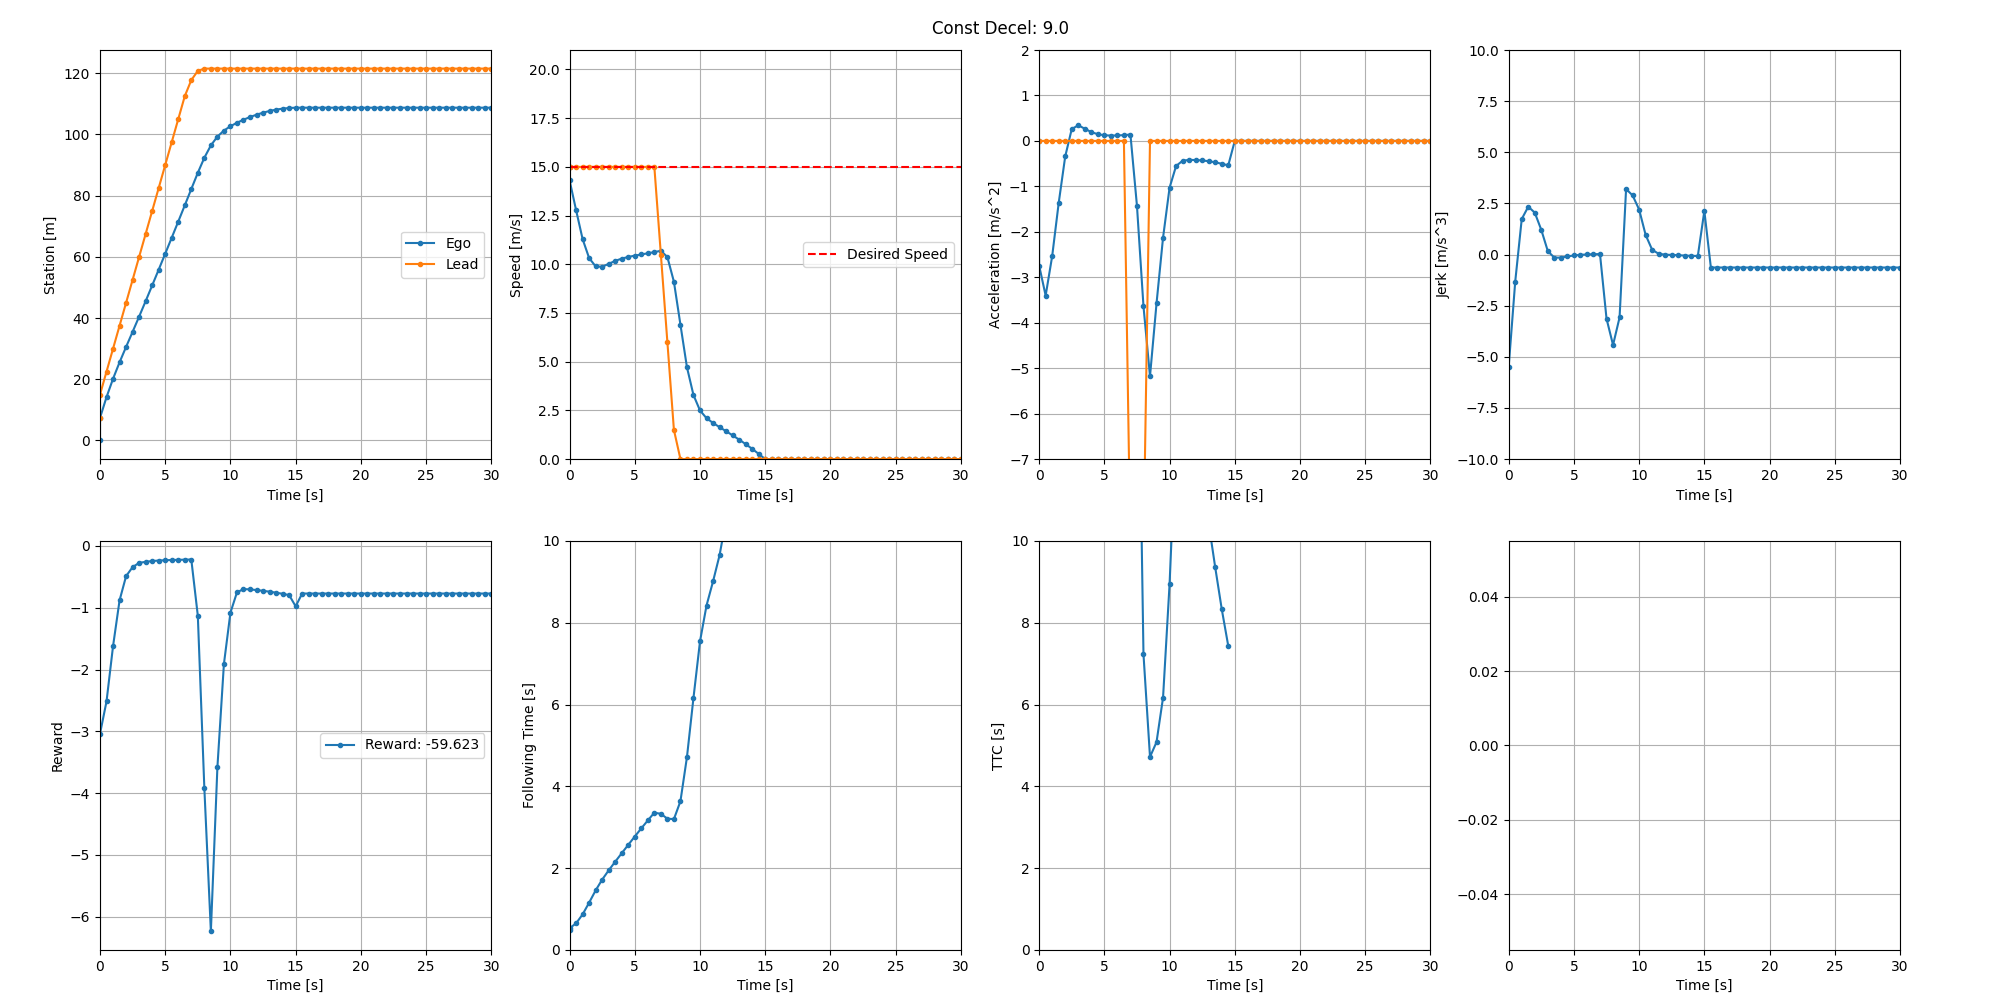 Const Decel: 9.0
Station [m]
120
100
80
60
40
20
0
Ego
Lead
0 5 10 15 20 25 30
Time [s]
Speed [m/s]
20.0
17.5
15.0
12.5
10.0
7.5
5.0
2.5
0.0
Desired Speed
0 5 10 15 20 25 30
Time [s]
Acceleration [m/s^2]
2
1
0
−1
−2
−3
−4
−5
−6
−7
0 5 10 15 20 25 30
Time [s]
Jerk [m/s^3]
10.0
7.5
5.0
2.5
0.0
−2.5
−5.0
−7.5
−10.0
0 5 10 15 20 25 30
Time [s]
Reward
0
−1
−2
−3
−4
−5
−6
Reward: -59.623
0 5 10 15 20 25 30
Time [s]
Following Time [s]
10
8
6
4
2
0
0 5 10 15 20 25 30
Time [s]
TTC [s]
10
8
6
4
2
0
0 5 10 15 20 25 30
Time [s]
0.04
0.02
0.00
−0.02
−0.04
0 5 10 15 20 25 30
Time [s]